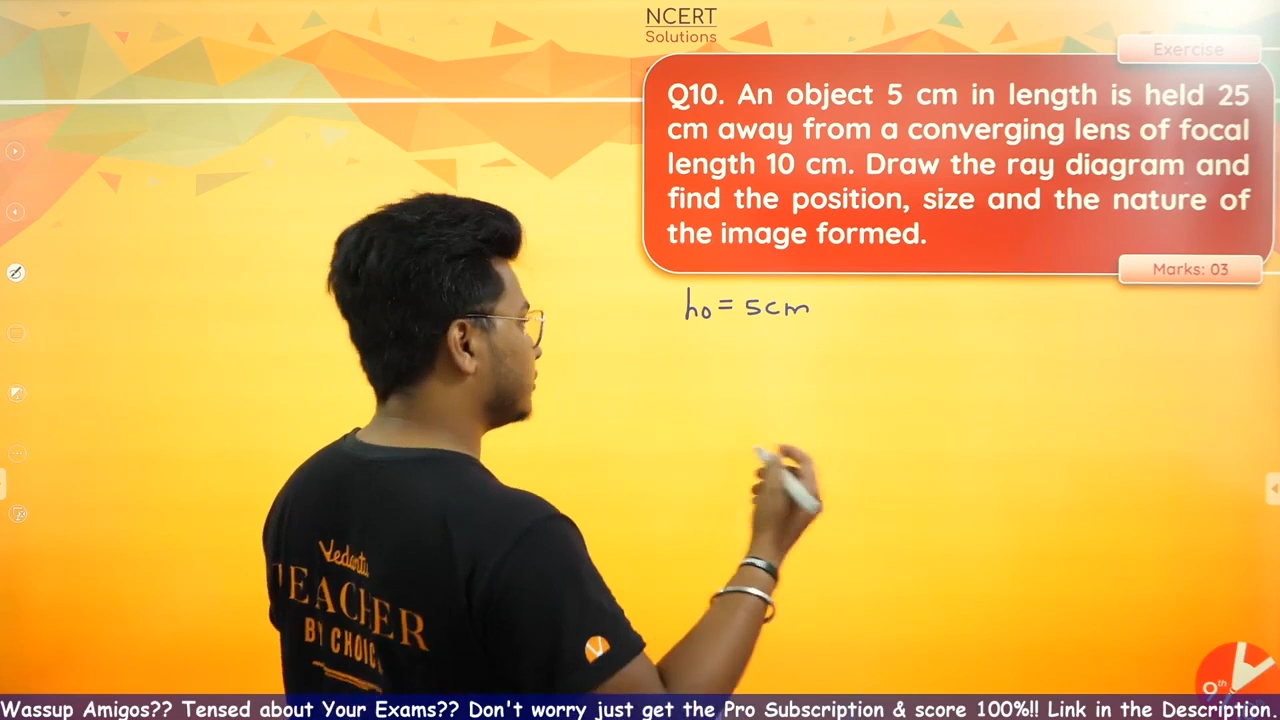 NCERT
Solutions
Exercise
Q10. An object 5 cm in length is held 25
cm away from a converging lens of focal
length 10 cm. Draw the ray diagram and
find the position, size and the nature of
the image formed.
Marks: 03
ho = 5cm
Vedantu
TEACHER
BY CHOICE
9th
Wassup Amigos?? Tensed about Your Exams?? Don't worry just get the Pro Subscription & score 100%!! Link in the Description.